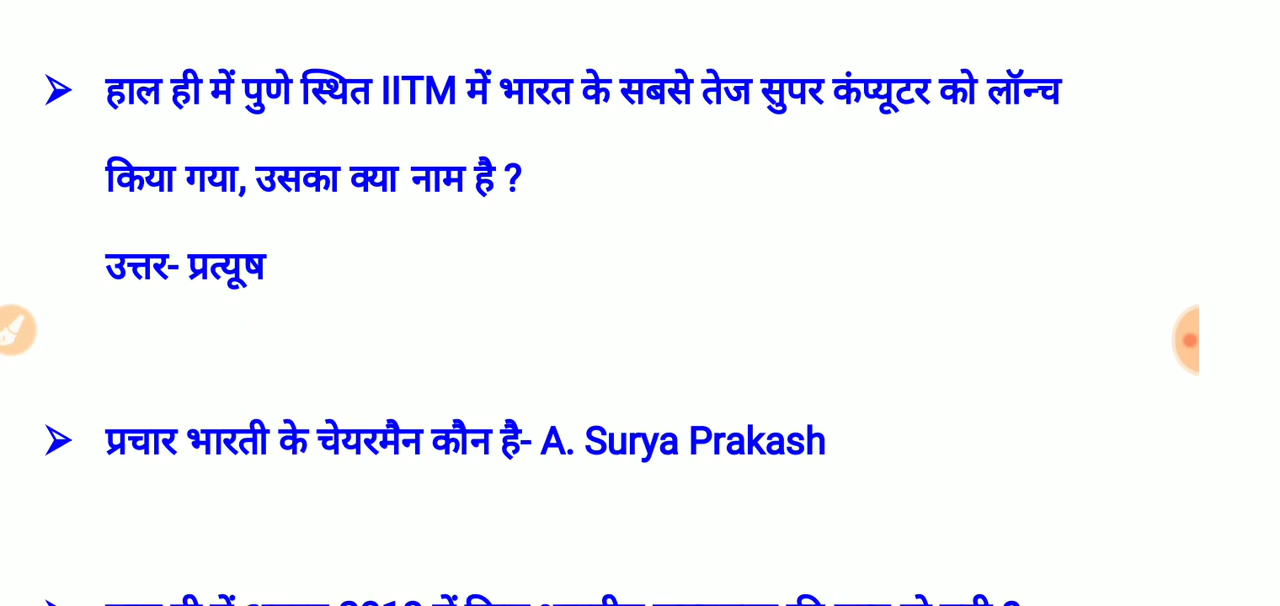 ➢ हाल ही में पुणे स्थित IITM में भारत के सबसे तेज सुपर कंप्यूटर को लॉन्च
किया गया, उसका क्या नाम है ?
उत्तर- प्रत्यूष
➢ प्रचार भारती के चेयरमैन कौन है- A. Surya Prakash